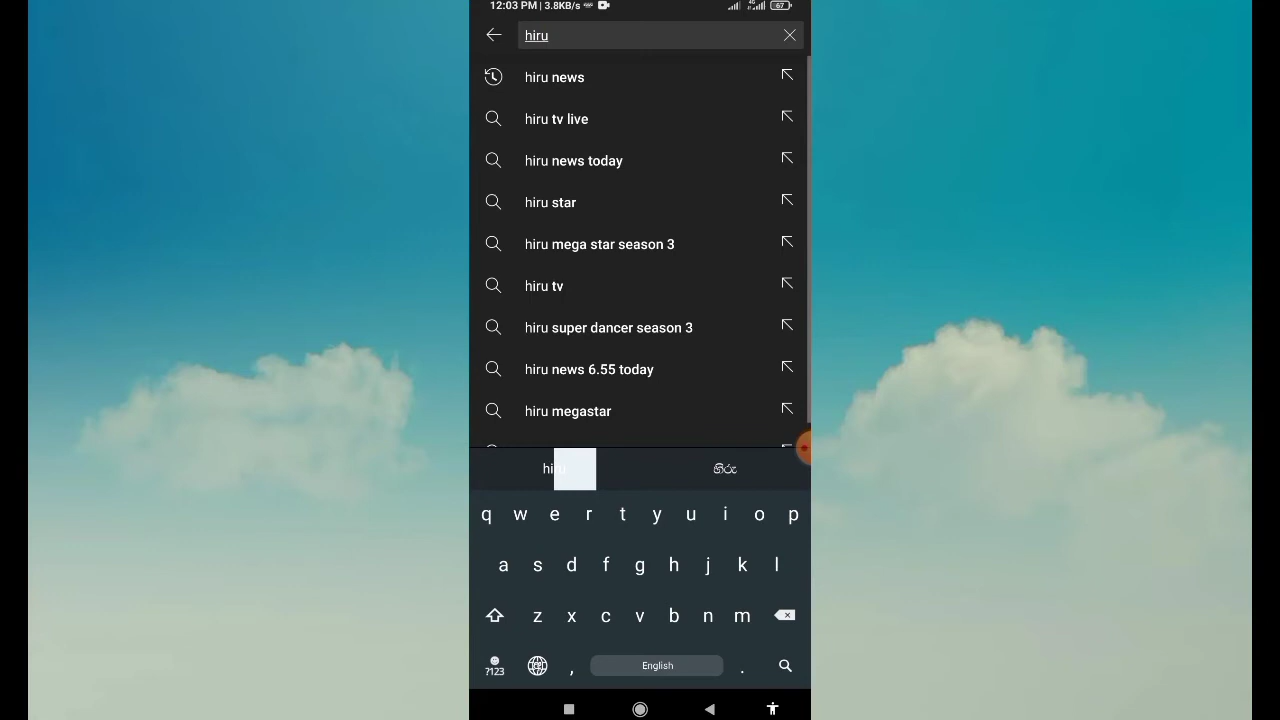 12:03 PM | 3.8KB/s
67
hiru
hiru news
hiru tv live
hiru news today
hiru star
hiru mega star season 3
hiru tv
hiru super dancer season 3
hiru news 6.55 today
hiru megastar
hiru හිරු
q w e r t y u i o p
a s d f g h j k l
z x c v b n m
?123 , English .